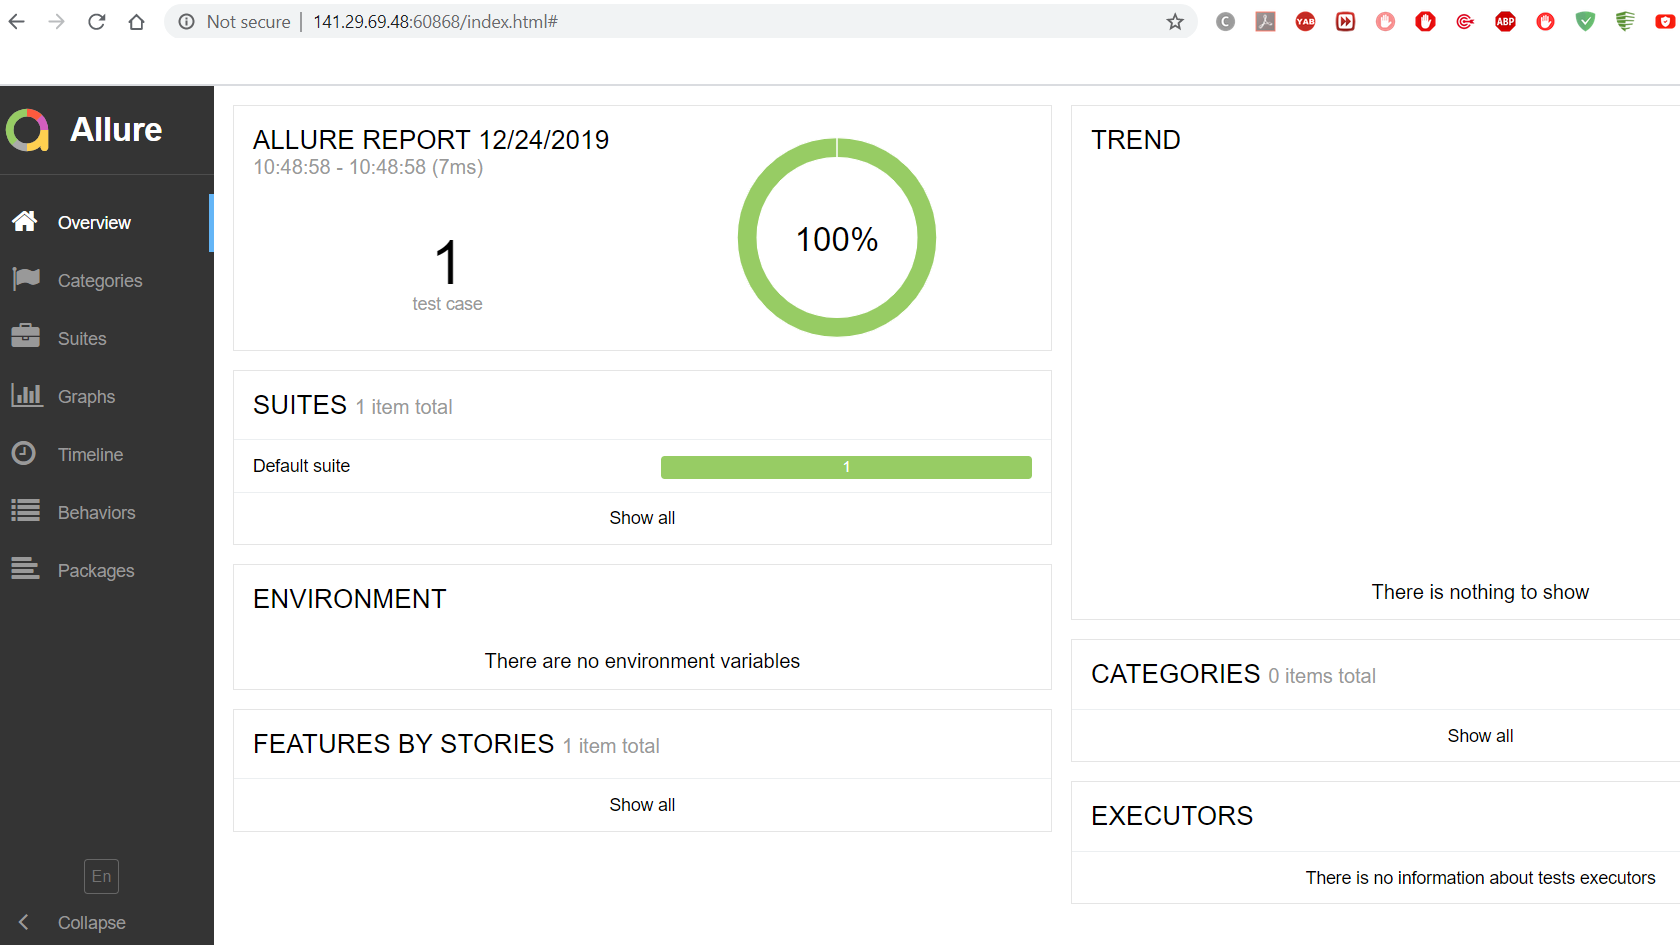 Not secure | 141.29.69.48:60868/index.html#
C
YAB
ABP
Allure
Overview
Categories
Suites
Graphs
Timeline
Behaviors
Packages
En
Collapse
ALLURE REPORT 12/24/2019
10:48:58 - 10:48:58 (7ms)
1
test case
100%
SUITES 1 item total
Default suite 1
Show all
ENVIRONMENT
There are no environment variables
FEATURES BY STORIES 1 item total
Show all
TREND
There is nothing to show
CATEGORIES 0 items total
Show all
EXECUTORS
There is no information about tests executors